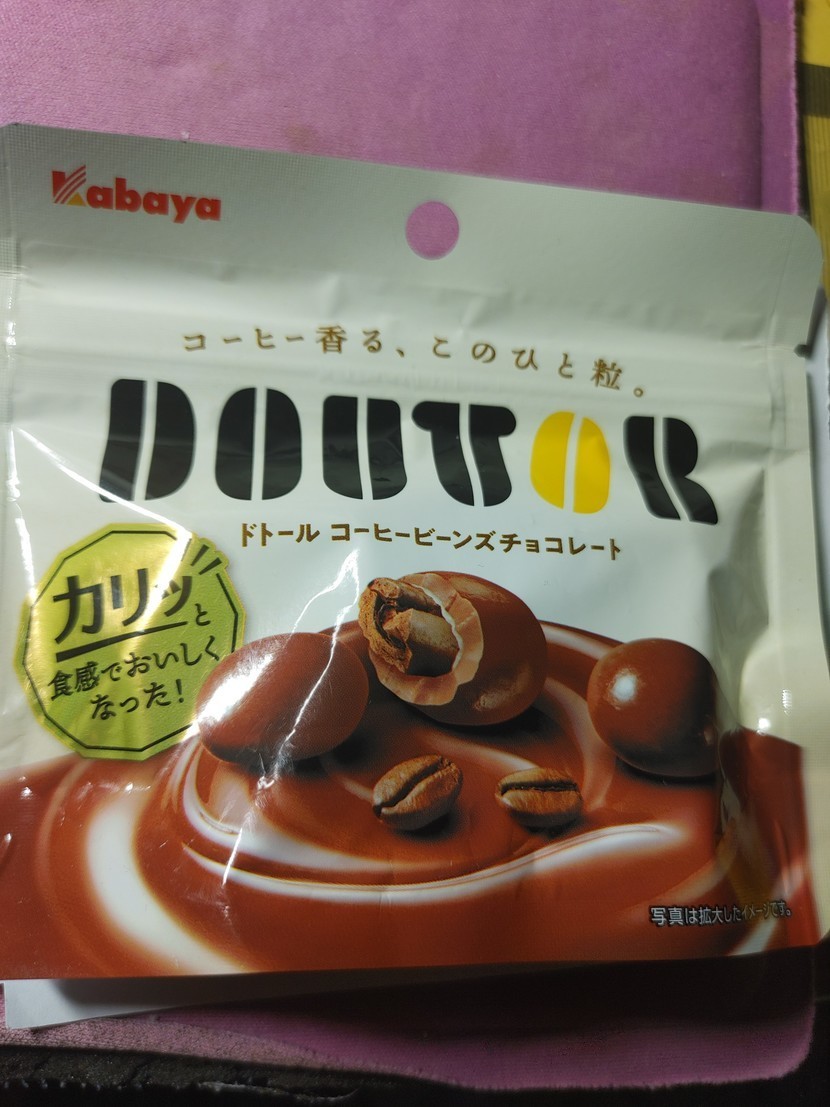 Kabaya
コーヒー香る、このひと粒。
DOUTOR
ドトール コーヒービーンズチョコレート
カリッと
食感でおいしく
なった!
写真は拡大したイメージです。